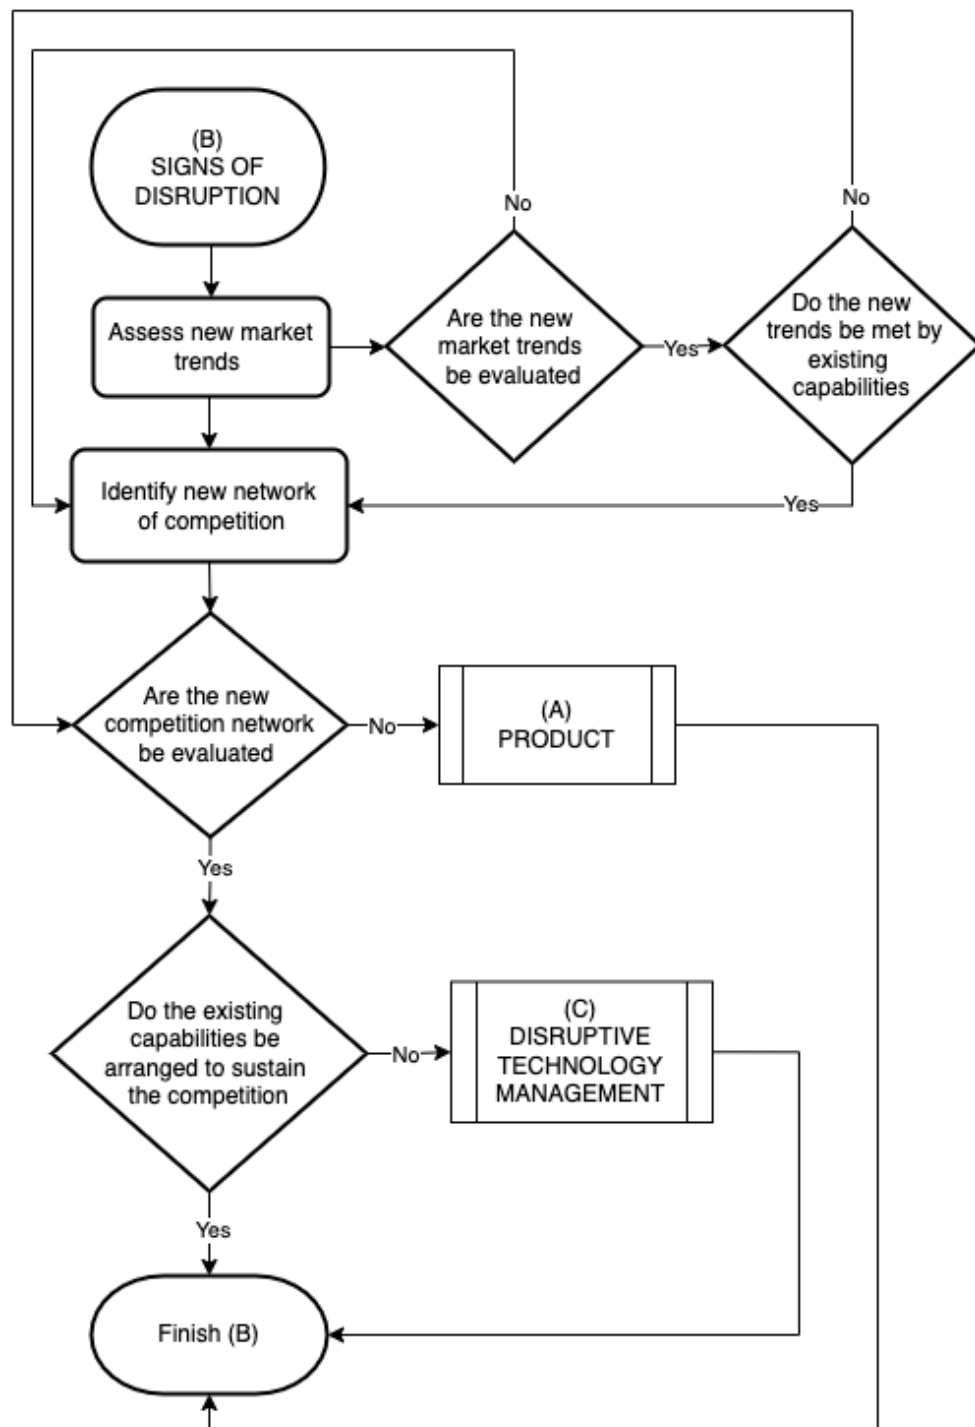 (B)
SIGNS OF
DISRUPTION
No
No
Assess new market
trends
Are the new
market trends
be evaluated
Yes
Do the new
trends be met by
existing
capabilities
Identify new network
of competition
Yes
Are the new
competition network
be evaluated
No
(A)
PRODUCT
Yes
Do the existing
capabilities be
arranged to sustain
the competition
No
(C)
DISRUPTIVE
TECHNOLOGY
MANAGEMENT
Yes
Finish (B)